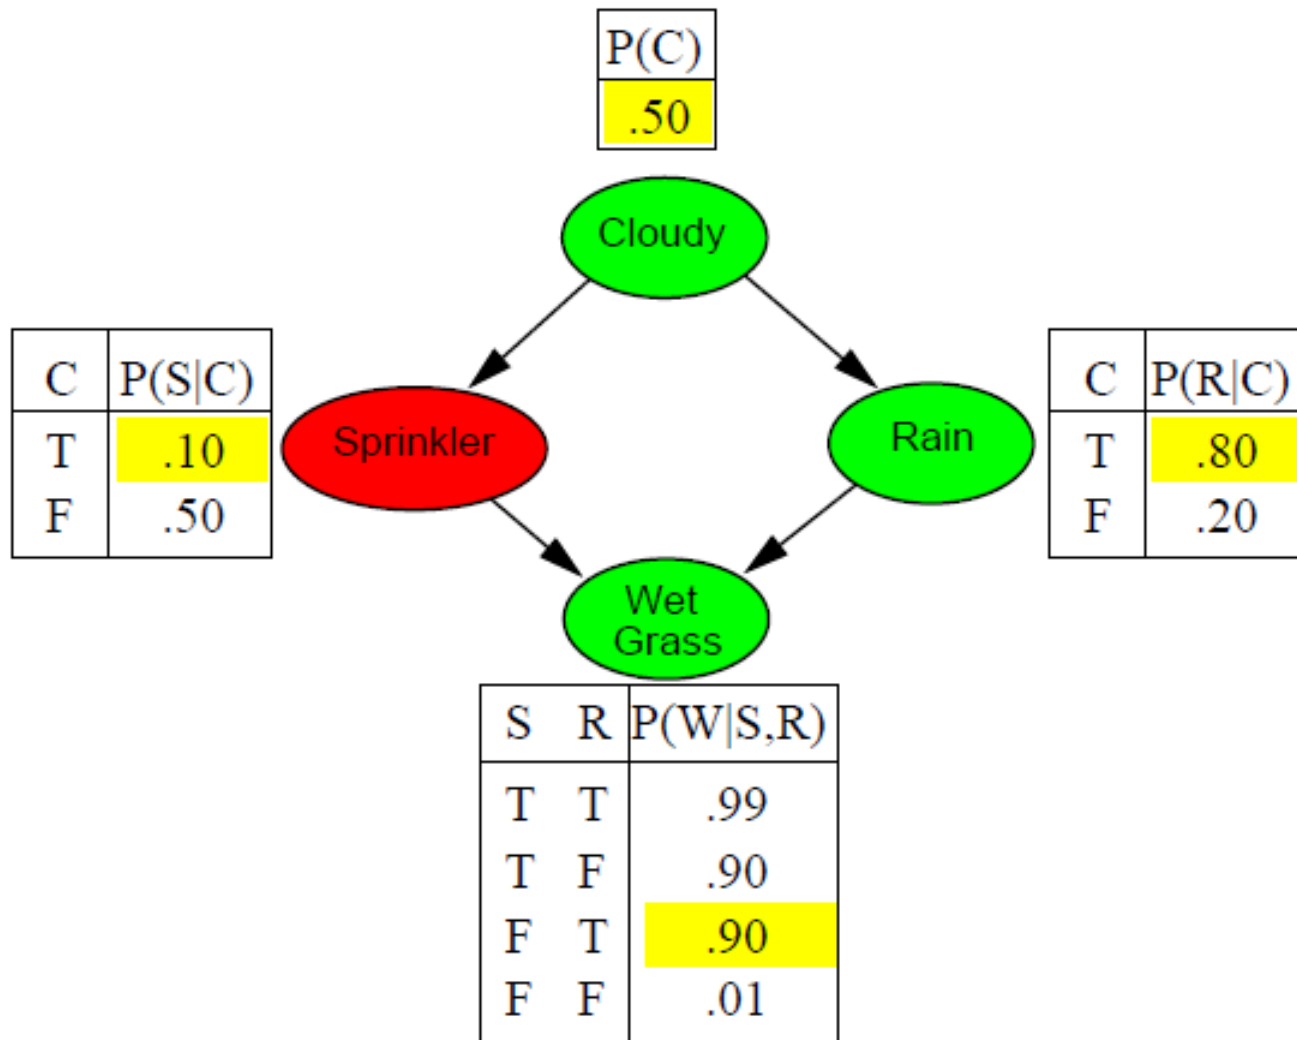 P(C)
.50
Cloudy
C P(S|C)
T .10
F .50
Sprinkler
Rain
C P(R|C)
T .80
F .20
Wet
Grass
S R P(W|S,R)
T T .99
T F .90
F T .90
F F .01